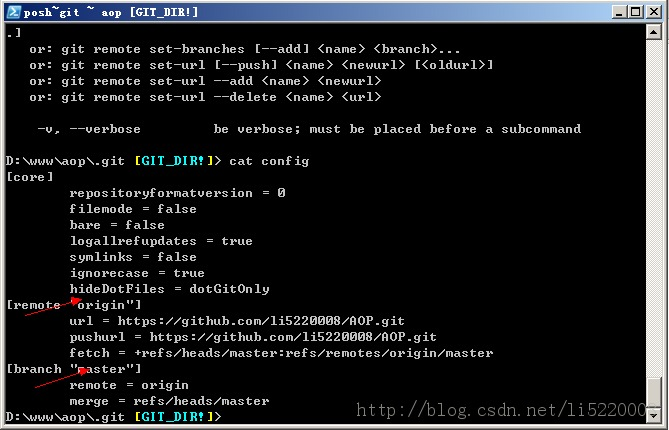 posh~git ~ aop [GIT_DIR!]
.]
or: git remote set-branches [--add] <name> <branch>...
or: git remote set-url [--push] <name> <newurl> [<oldurl>]
or: git remote set-url --add <name> <newurl>
or: git remote set-url --delete <name> <url>
-v, --verbose be verbose; must be placed before a subcommand
D:\www\aop\.git [GIT_DIR!]> cat config
[core]
repositoryformatversion = 0
filemode = false
bare = false
logallrefupdates = true
symlinks = false
ignorecase = true
hideDotFiles = dotGitOnly
[remote "origin"]
url = https://github.com/li5220008/AOP.git
pushurl = https://github.com/li5220008/AOP.git
fetch = +refs/heads/master:refs/remotes/origin/master
[branch "master"]
remote = origin
merge = refs/heads/master
D:\www\aop\.git [GIT_DIR!]>
http://blog.csdn.net/li5220008